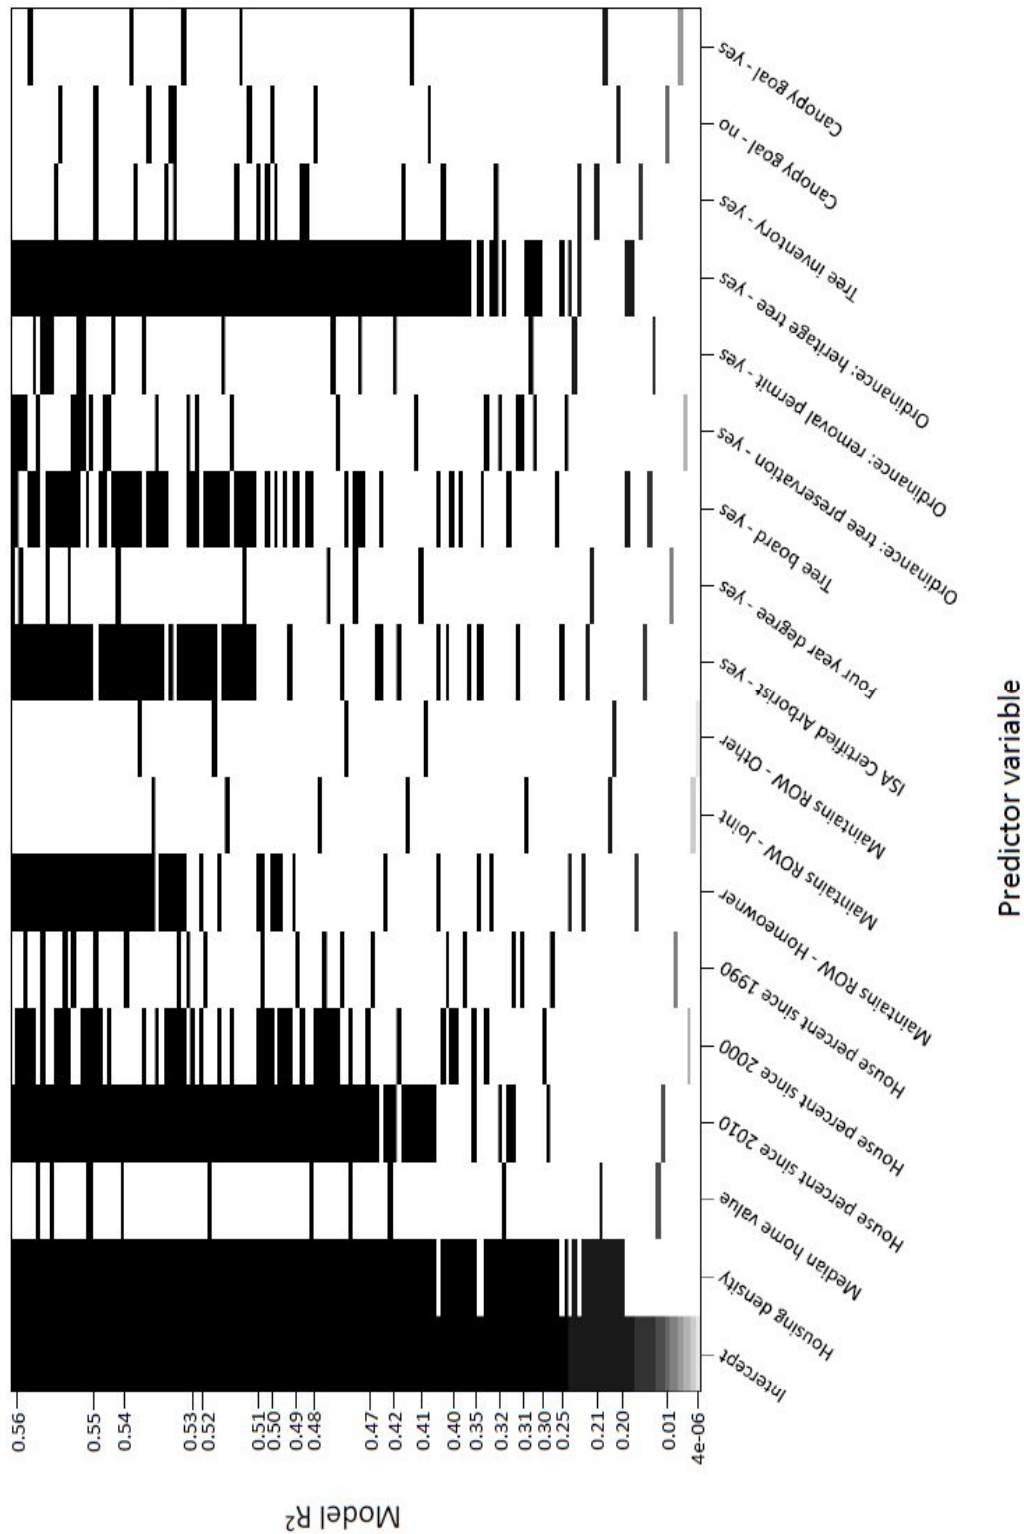 Model R²
0.56
0.55
0.54
0.53
0.52
0.51
0.50
0.49
0.48
0.47
0.42
0.41
0.40
0.35
0.32
0.31
0.30
0.25
0.21
0.20
0.01
4e-06
Intercept
Housing density
Median home value
House percent since 2010
House percent since 2000
House percent since 1990
Maintains ROW - Homeowner
Maintains ROW - Joint
Maintains ROW - Other
ISA Certified Arborist - yes
Four year degree - yes
Tree board - yes
Ordinance: tree preservation - yes
Ordinance: removal permit - yes
Ordinance: heritage tree - yes
Tree inventory - yes
Canopy goal - no
Canopy goal - yes
Predictor variable